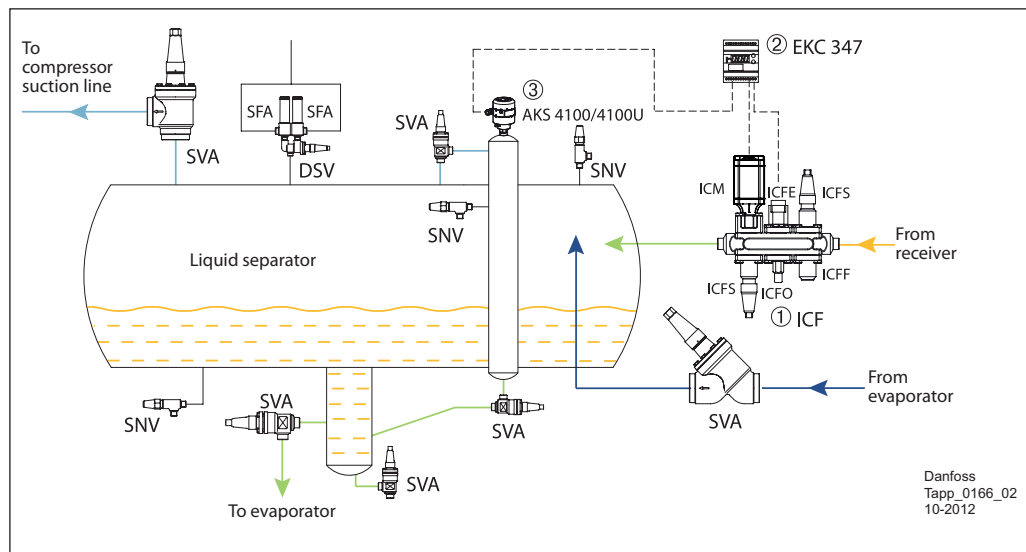 To
compressor
suction line
SVA
SFA
SFA
DSV
SVA
③
AKS 4100/4100U
SNV
SNV
② EKC 347
ICM
ICFE
ICFS
From
receiver
ICFS
ICFO
ICFF
① ICF
Liquid separator
SNV
SVA
SVA
SVA
To evaporator
From
evaporator
SVA
Danfoss
Tapp_0166_02
10-2012